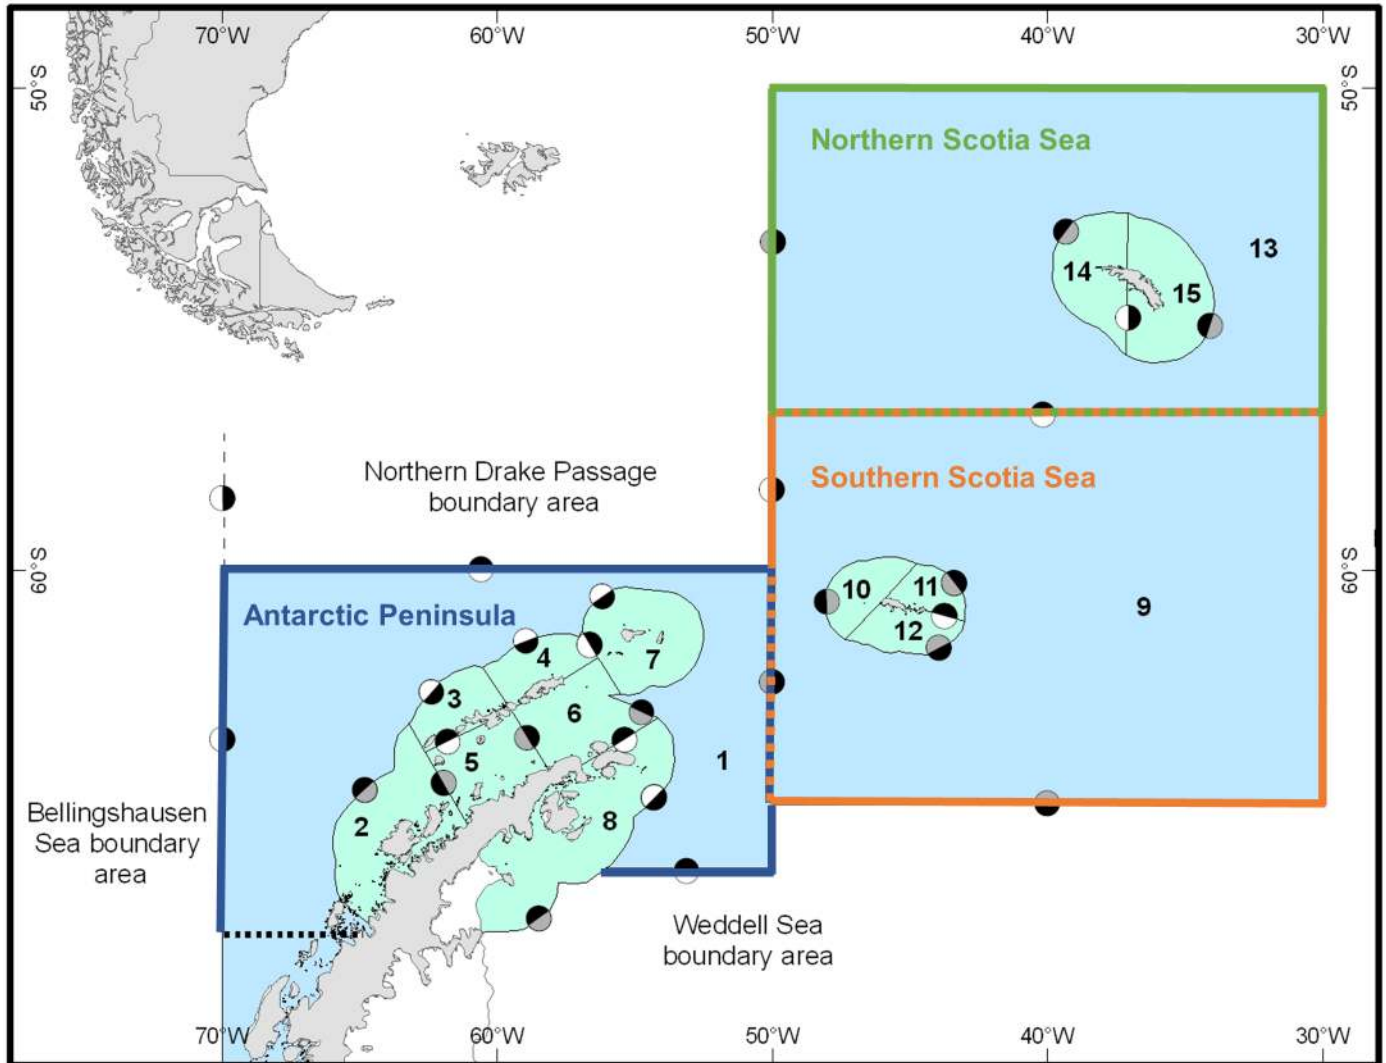 70°W 60°W 50°W 40°W 30°W
50°S 50°S
Northern Scotia Sea
13
14
15
Northern Drake Passage
boundary area
Southern Scotia Sea
60°S 60°S
Antarctic Peninsula
10
11
9
12
4
7
3
6
5
1
Bellingshausen
Sea boundary
area
2
8
Weddell Sea
boundary area
70°W 60°W 50°W 40°W 30°W